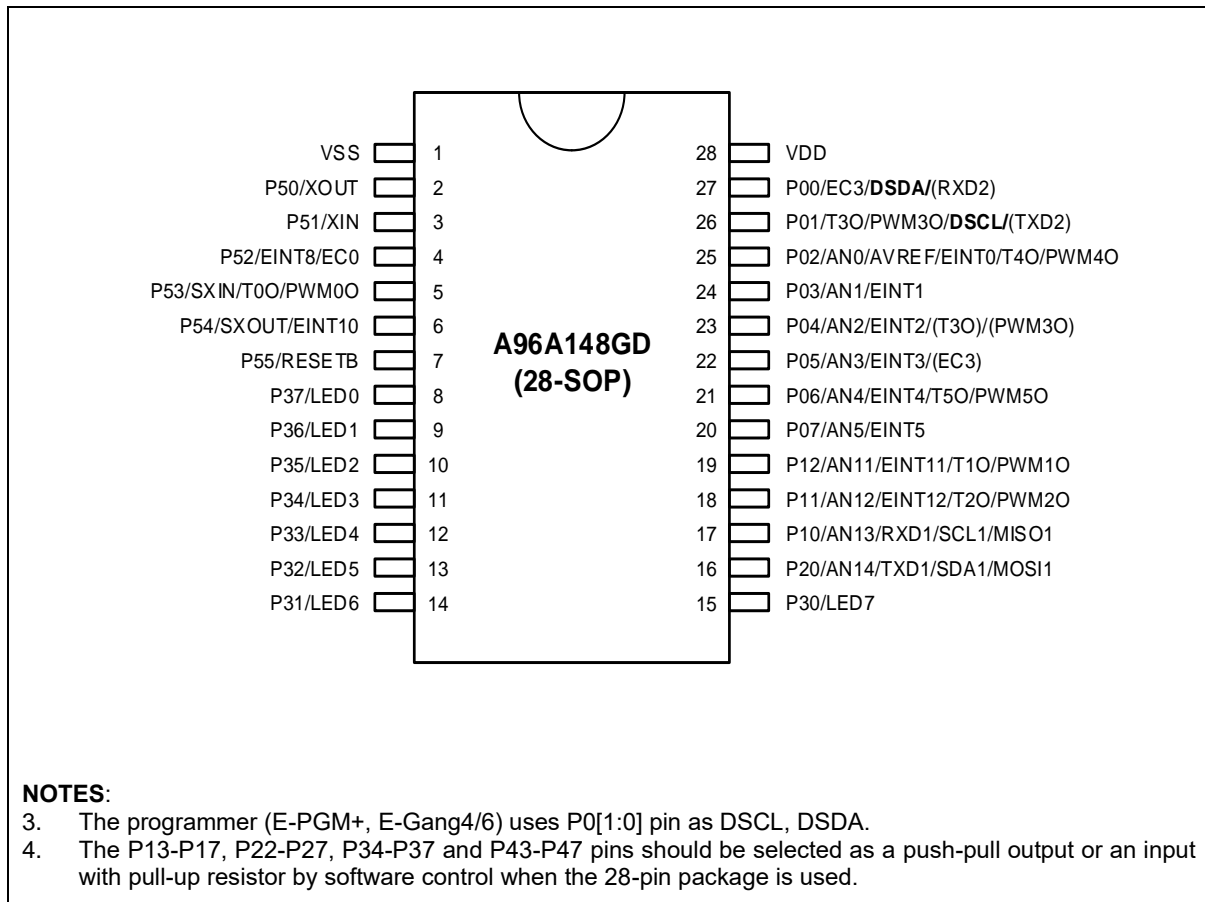 VSS 1 28 VDD
P50/XOUT 2 27 P00/EC3/DSDA/(RXD2)
P51/XIN 3 26 P01/T3O/PWM3O/DSCL/(TXD2)
P52/EINT8/EC0 4 25 P02/AN0/AVREF/EINT0/T4O/PWM4O
P53/SXIN/T0O/PWM0O 5 24 P03/AN1/EINT1
P54/SXOUT/EINT10 6 23 P04/AN2/EINT2/(T3O)/(PWM3O)
P55/RESETB 7 22 P05/AN3/EINT3/(EC3)
A96A148GD
(28-SOP)
P37/LED0 8 21 P06/AN4/EINT4/T5O/PWM5O
P36/LED1 9 20 P07/AN5/EINT5
P35/LED2 10 19 P12/AN11/EINT11/T1O/PWM1O
P34/LED3 11 18 P11/AN12/EINT12/T2O/PWM2O
P33/LED4 12 17 P10/AN13/RXD1/SCL1/MISO1
P32/LED5 13 16 P20/AN14/TXD1/SDA1/MOSI1
P31/LED6 14 15 P30/LED7
NOTES:
3. The programmer (E-PGM+, E-Gang4/6) uses P0[1:0] pin as DSCL, DSDA.
4. The P13-P17, P22-P27, P34-P37 and P43-P47 pins should be selected as a push-pull output or an input
with pull-up resistor by software control when the 28-pin package is used.